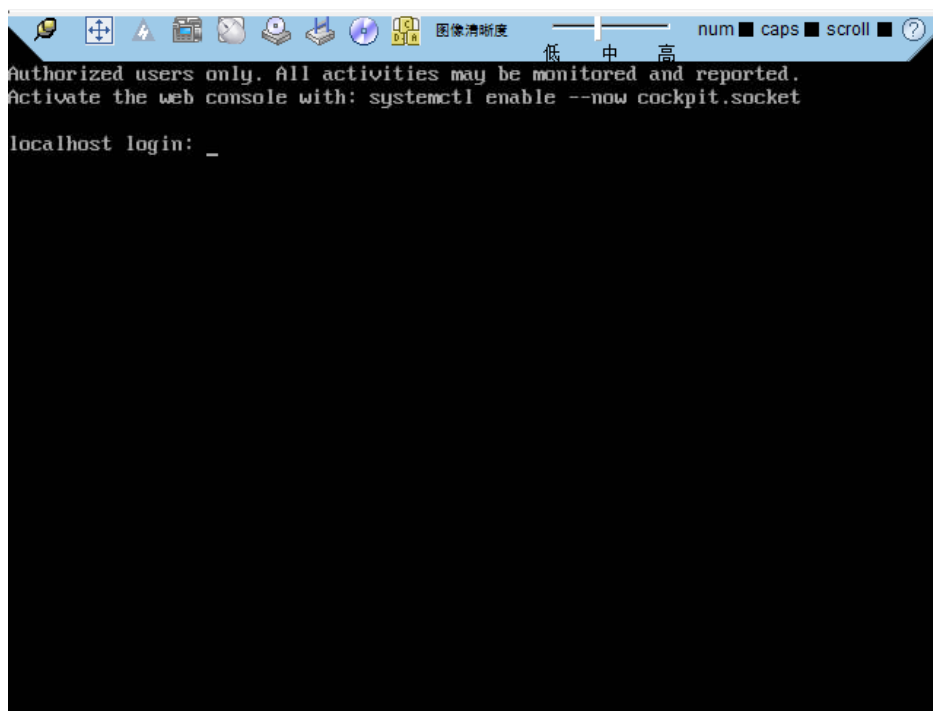 图像清晰度 num caps scroll ?
低 中 高
Authorized users only. All activities may be monitored and reported.
Activate the web console with: systemctl enable --now cockpit.socket
localhost login: _